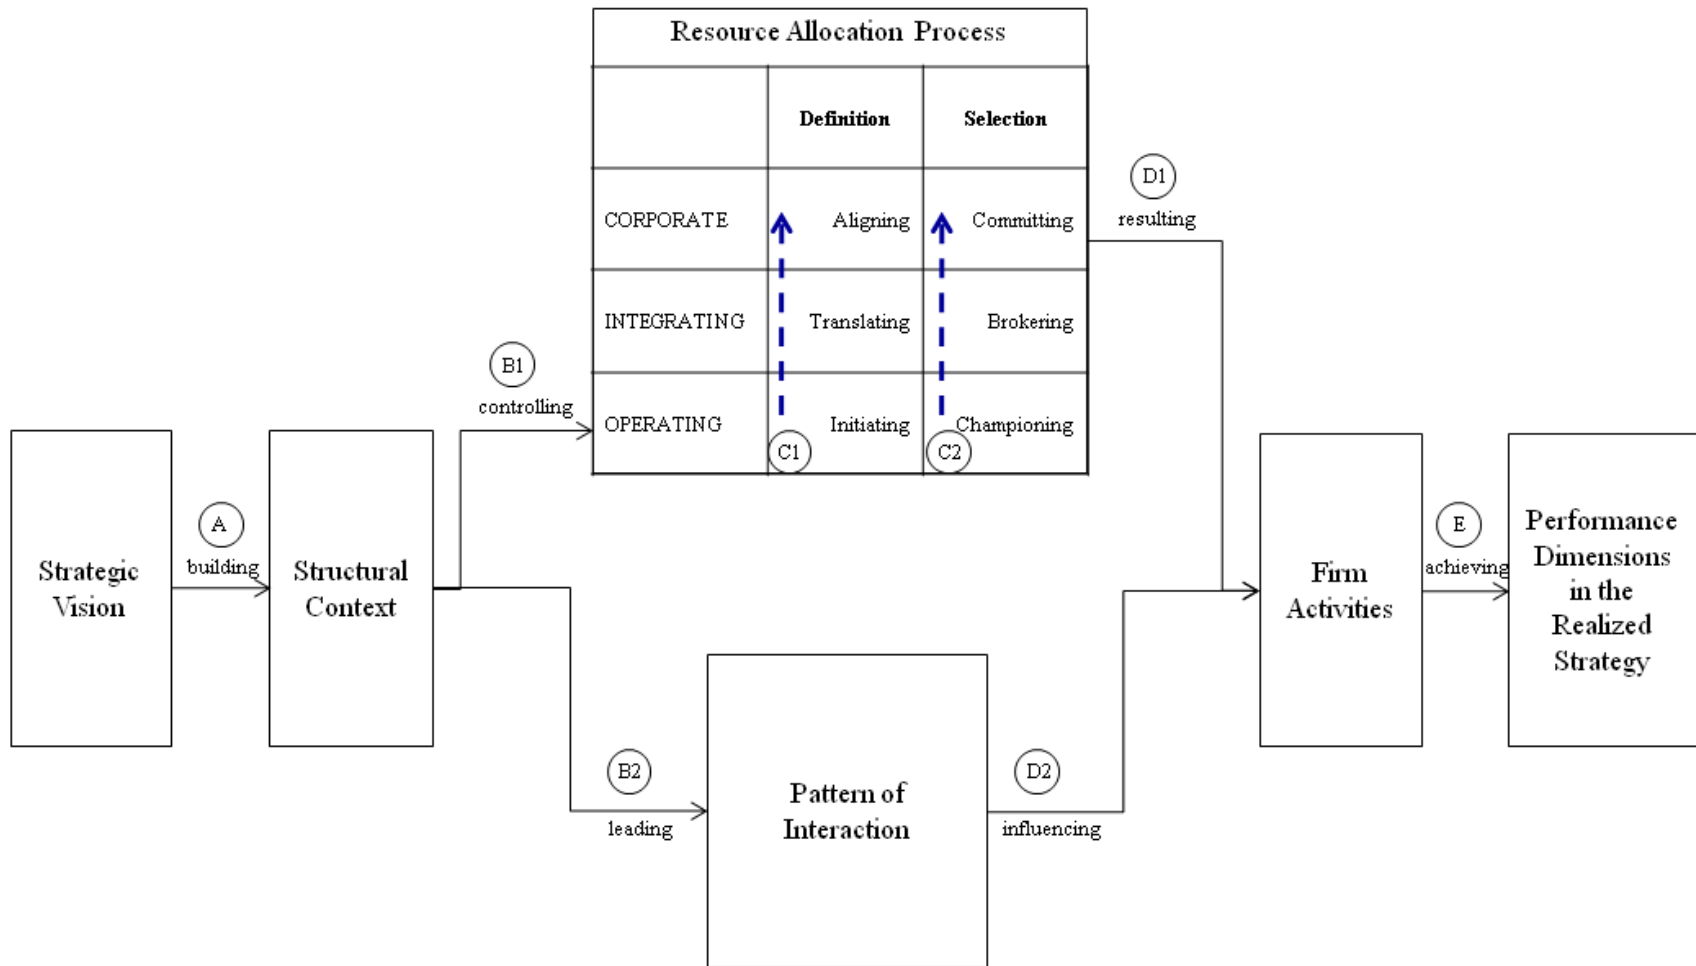 Resource Allocation Process
Definition
Selection
CORPORATE
Aligning
Committing
INTEGRATING
Translating
Brokering
OPERATING
Initiating
Championing
C1
C2
B1
controlling
D1
resulting
Strategic
Vision
A
building
Structural
Context
B2
leading
Pattern of
Interaction
D2
influencing
Firm
Activities
E
achieving
Performance
Dimensions
in the
Realized
Strategy